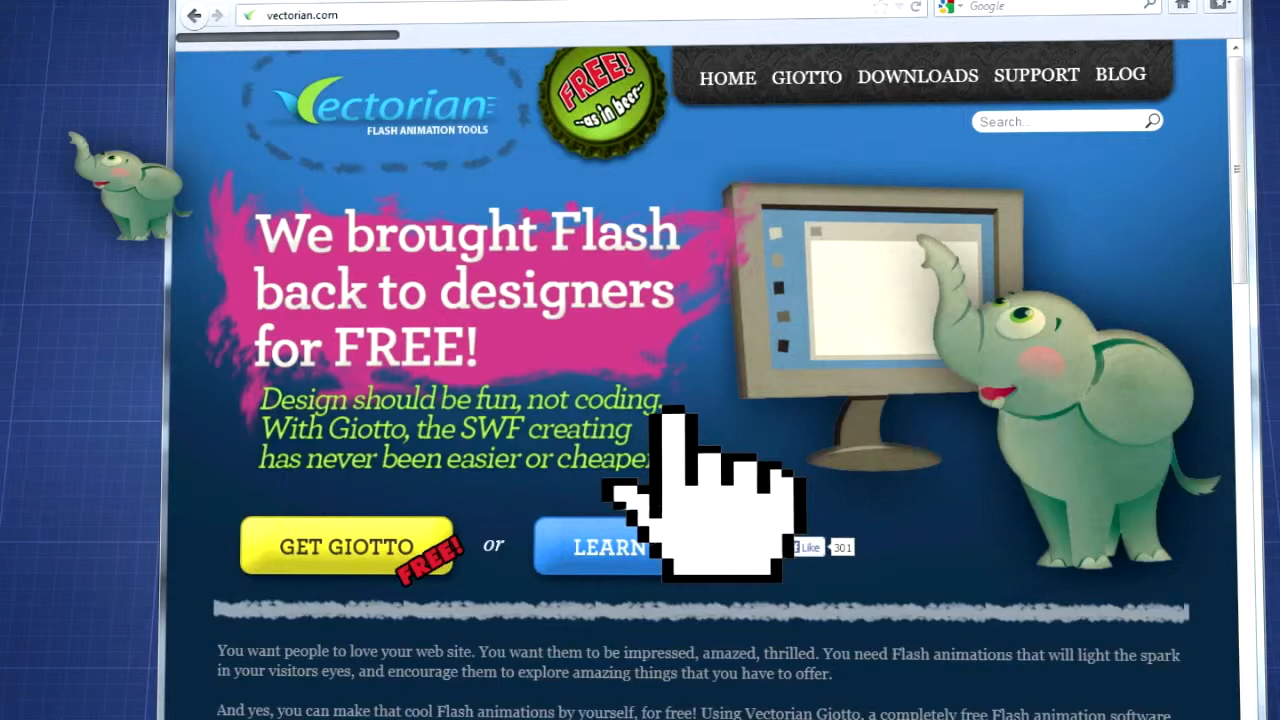 vectorian.com
Google
Vectorian
FLASH ANIMATION TOOLS
FREE!
--as in beer--
HOME GIOTTO DOWNLOADS SUPPORT BLOG
Search...
We brought Flash
back to designers
for FREE!
Design should be fun, not coding.
With Giotto, the SWF creating
has never been easier or cheaper
GET GIOTTO
FREE!
or
LEARN
Like
301
You want people to love your web site. You want them to be impressed, amazed, thrilled. You need Flash animations that will light the spark
in your visitors eyes, and encourage them to explore amazing things that you have to offer.
And yes, you can make that cool Flash animations by yourself, for free! Using Vectorian Giotto, a completely free Flash animation software